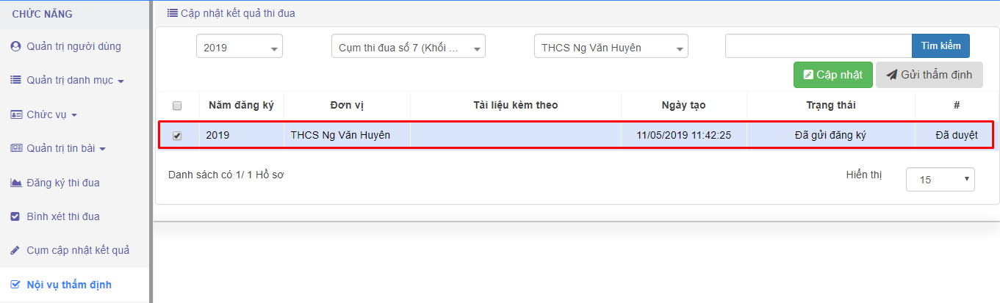 CHỨC NĂNG
Quản trị người dùng
Quản trị danh mục
Chức vụ
Quản trị tin bài
Đăng ký thi đua
Bình xét thi đua
Cụm cập nhật kết quả
Nội vụ thẩm định
Cập nhật kết quả thi đua
2019 Cụm thi đua số 7 (Khối ... THCS Ng Văn Huyên Tìm kiếm
Cập nhật Gửi thẩm định
Năm đăng ký Đơn vị Tài liệu kèm theo Ngày tạo Trạng thái #
2019 THCS Ng Văn Huyên 11/05/2019 11:42:25 Đã gửi đăng ký Đã duyệt
Danh sách có 1/ 1 Hồ sơ Hiển thị 15